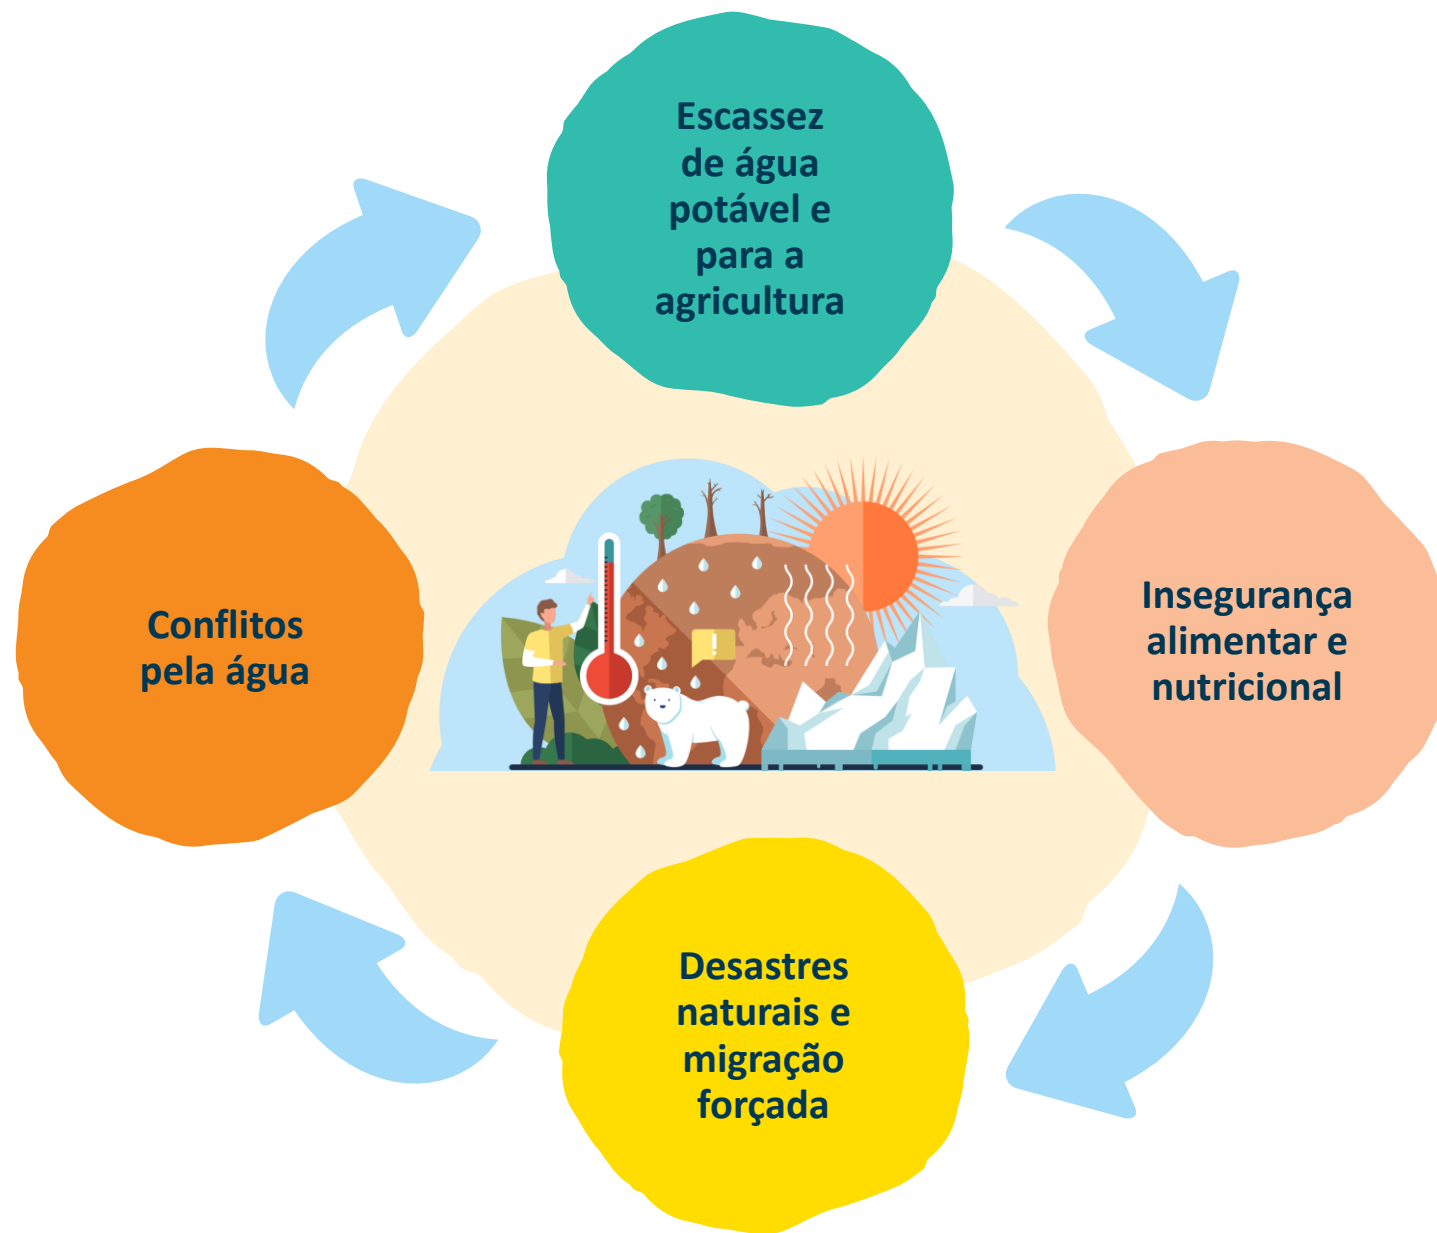 Escassez
de água
potável e
para a
agricultura
Insegurança
alimentar e
nutricional
Desastres
naturais e
migração
forçada
Conflitos
pela água
!